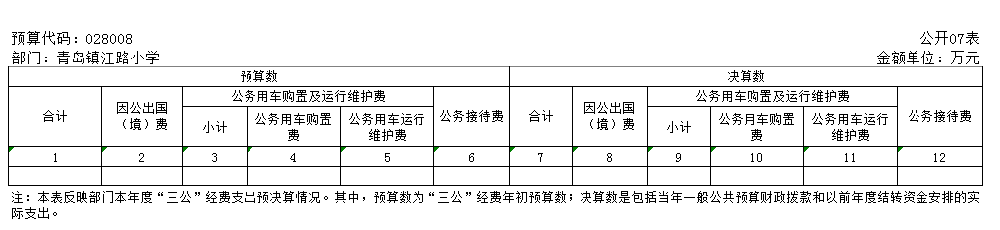 预算代码：028008 公开07表
部门：青岛镇江路小学 金额单位：万元
预算数 决算数
合计 因公出国（境）费 公务用车购置及运行维护费 公务接待费 合计 因公出国（境）费 公务用车购置及运行维护费 公务接待费
小计 公务用车购置费 公务用车运行维护费 小计 公务用车购置费 公务用车运行维护费
1 2 3 4 5 6 7 8 9 10 11 12
注：本表反映部门本年度“三公”经费支出预决算情况。其中，预算数为“三公”经费年初预算数；决算数是包括当年一般公共预算财政拨款和以前年度结转资金安排的实
际支出。